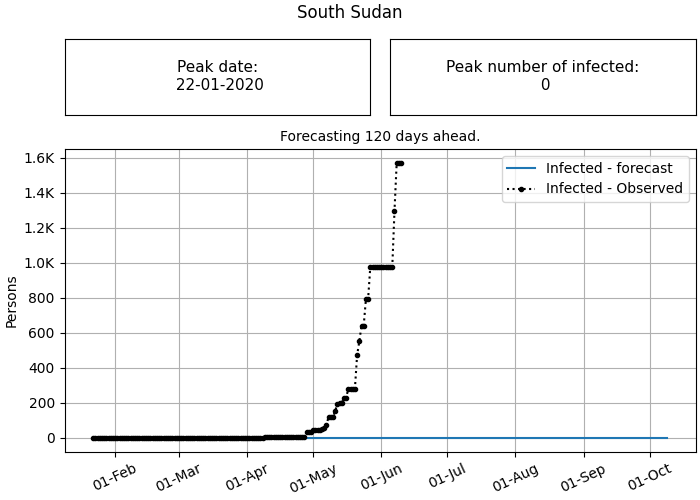 South Sudan
Peak date:
22-01-2020
Peak number of infected:
0
Forecasting 120 days ahead.
Infected - forecast
Infected - Observed
Persons
1.6K
1.4K
1.2K
1.0K
800
600
400
200
0
01-Feb
01-Mar
01-Apr
01-May
01-Jun
01-Jul
01-Aug
01-Sep
01-Oct